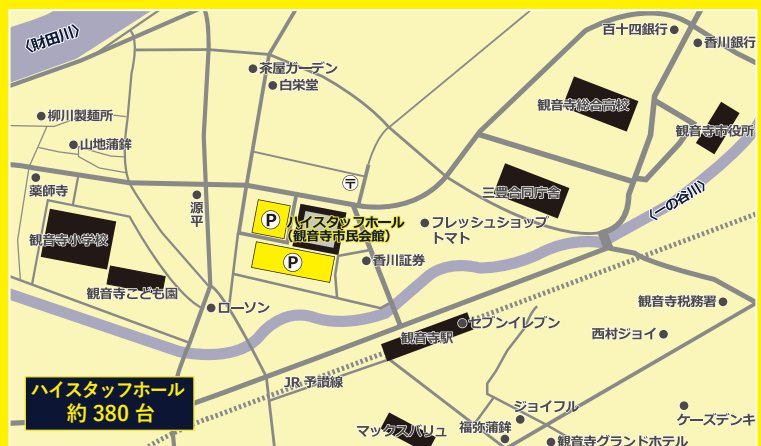 〈財田川〉
百十四銀行
香川銀行
茶屋ガーデン
白栄堂
観音寺総合高校
柳川製麺所
観音寺市役所
山地蒲鉾
〒
薬師寺
三豊合同庁舎
〈一の谷川〉
源平
P
ハイスタッフホール
（観音寺市民会館）
フレッシュショップ
トマト
観音寺小学校
P
香川証券
観音寺こども園
ローソン
観音寺税務署
セブンイレブン
観音寺駅
西村ジョイ
JR 予讃線
ハイスタッフホール
約 380 台
ジョイフル
ケーズデンキ
マックスバリュ
福弥蒲鉾
観音寺グランドホテル